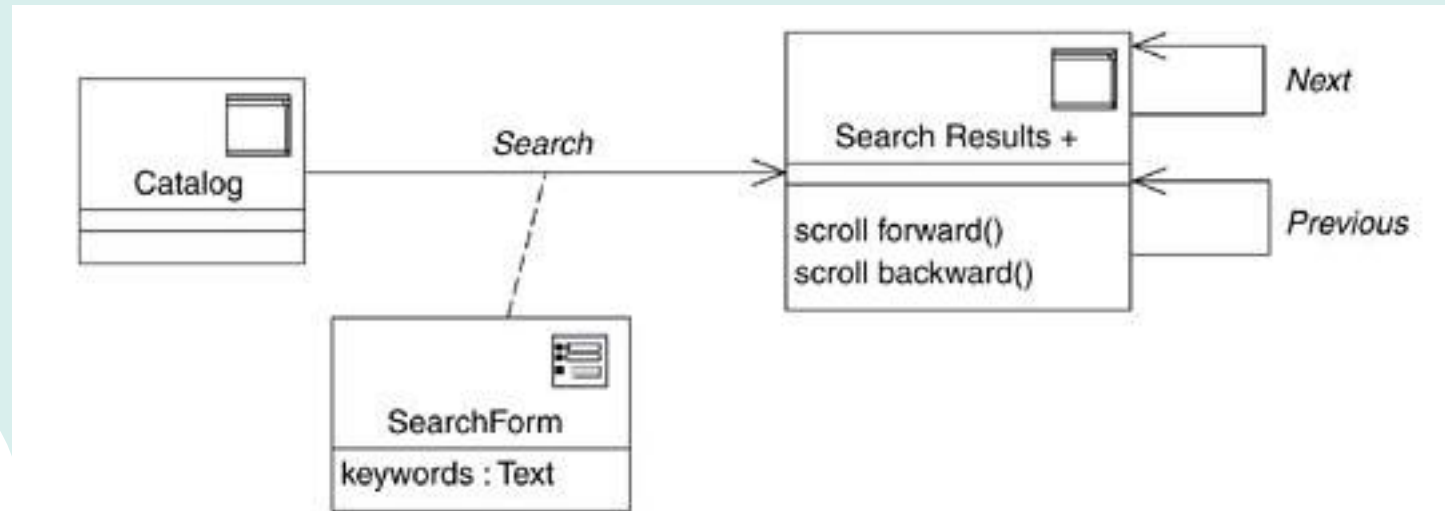 Catalog
Search
SearchForm
keywords : Text
Search Results +
scroll forward()
scroll backward()
Next
Previous